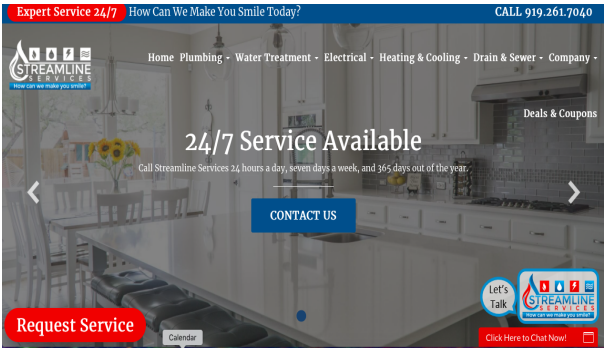 Expert Service 24/7 How Can We Make You Smile Today? CALL 919.261.7040
STREAMLINE
SERVICES
How can we make you smile?
Home Plumbing Water Treatment Electrical Heating & Cooling Drain & Sewer Company
Deals & Coupons
24/7 Service Available
Call Streamline Services 24 hours a day, seven days a week, and 365 days out of the year.
CONTACT US
Let's
Talk
STREAMLINE
SERVICES
How can we make you smile?
Request Service
Calendar
Click Here to Chat Now!